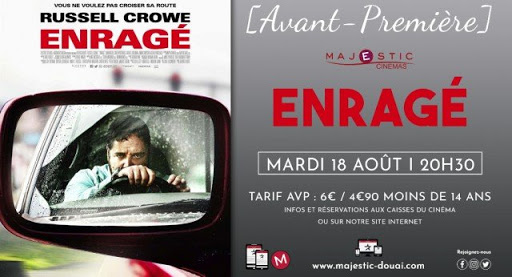 VOUS NE VOULEZ PAS CROISER SA ROUTE
RUSSELL CROWE
ENRAGÉ
[Avant-Première]
MAJESTIC
CINÉMAS
ENRAGÉ
MARDI 18 AOÛT | 20H30
TARIF AVP : 6€ / 4€90 MOINS DE 14 ANS
INFOS ET RÉSERVATIONS AUX CAISSES DU CINÉMA
OU SUR NOTRE SITE INTERNET
M
www.majestic-douai.com
Rejoignez-nous